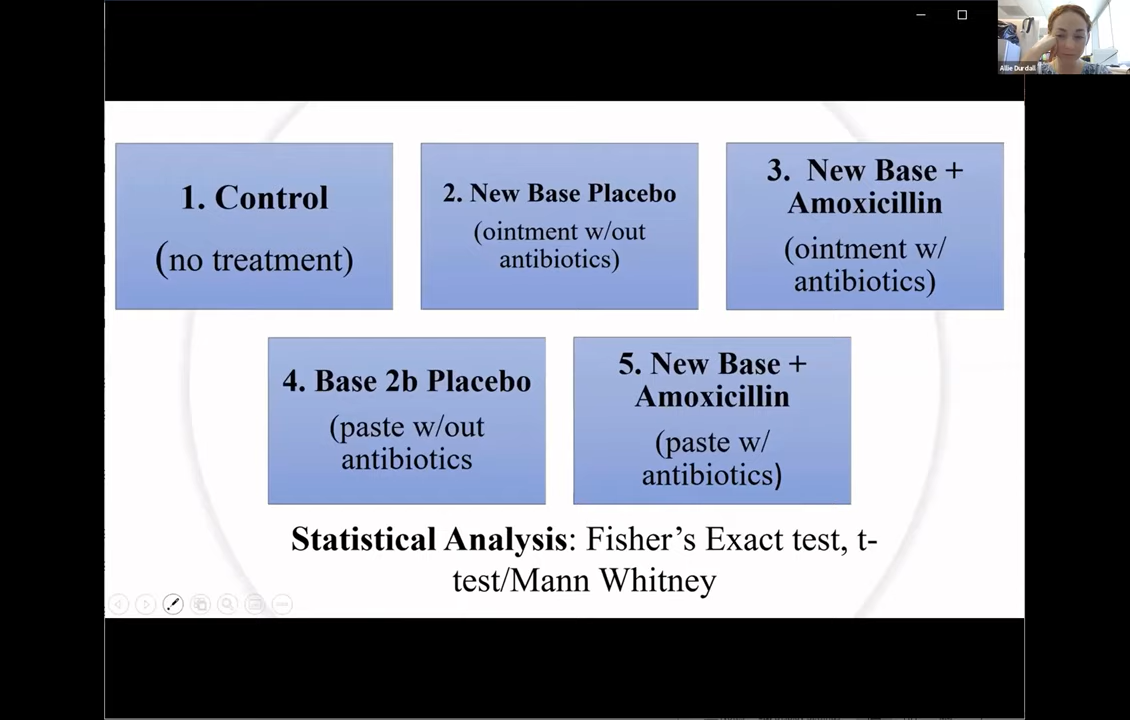 Allie Durdall
1. Control
(no treatment)
2. New Base Placebo
(ointment w/out
antibiotics)
3. New Base +
Amoxicillin
(ointment w/
antibiotics)
4. Base 2b Placebo
(paste w/out
antibiotics
5. New Base +
Amoxicillin
(paste w/
antibiotics)
Statistical Analysis: Fisher's Exact test, t-
test/Mann Whitney